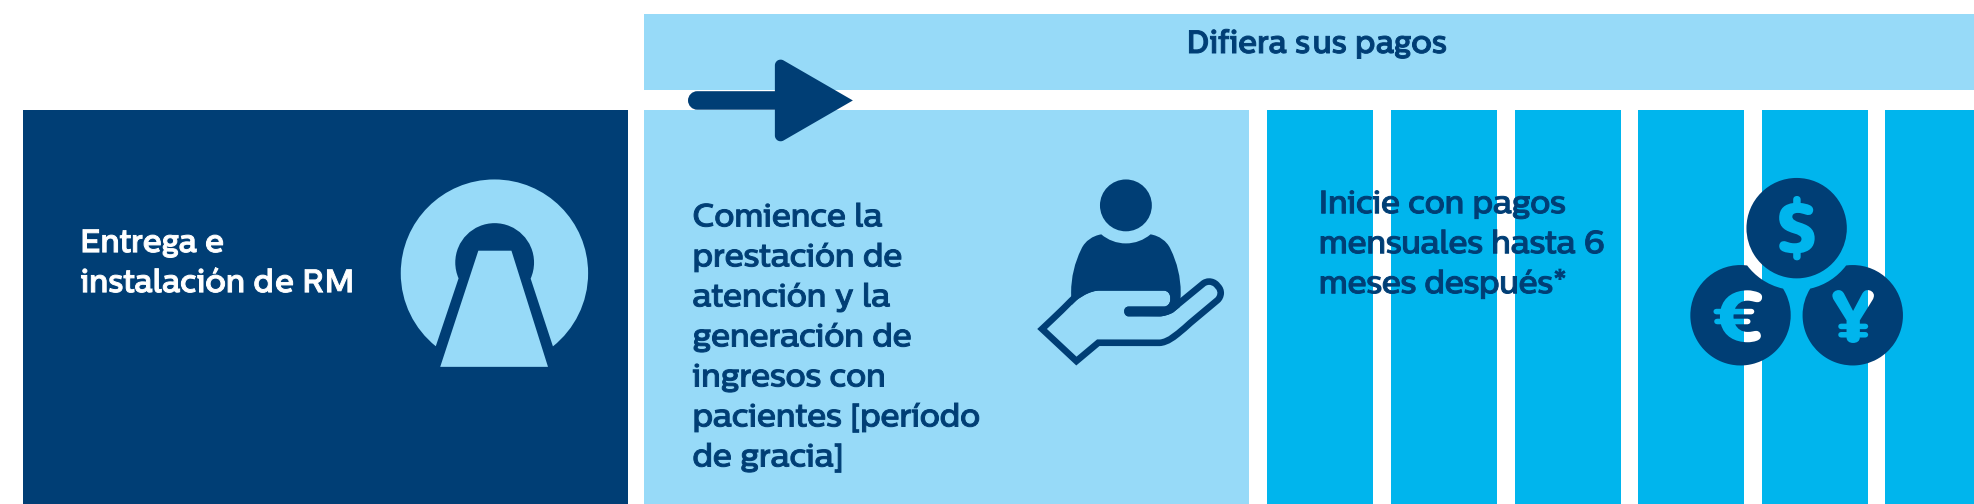 Difiera sus pagos
Entrega e
instalación de RM
Comience la
prestación de
atención y la
generación de
ingresos con
pacientes [período
de gracia]
Inicie con pagos
mensuales hasta 6
meses después*
$
€
¥